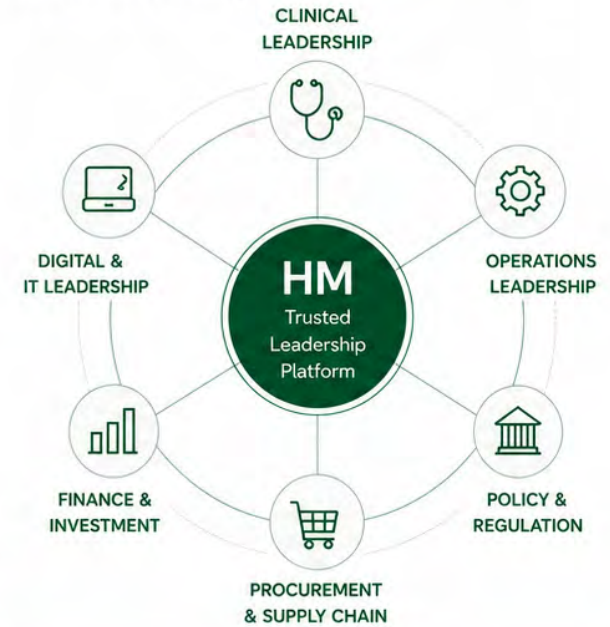 CLINICAL
LEADERSHIP
DIGITAL &
IT LEADERSHIP
OPERATIONS
LEADERSHIP
HM
Trusted
Leadership
Platform
FINANCE &
INVESTMENT
POLICY &
REGULATION
PROCUREMENT
& SUPPLY CHAIN